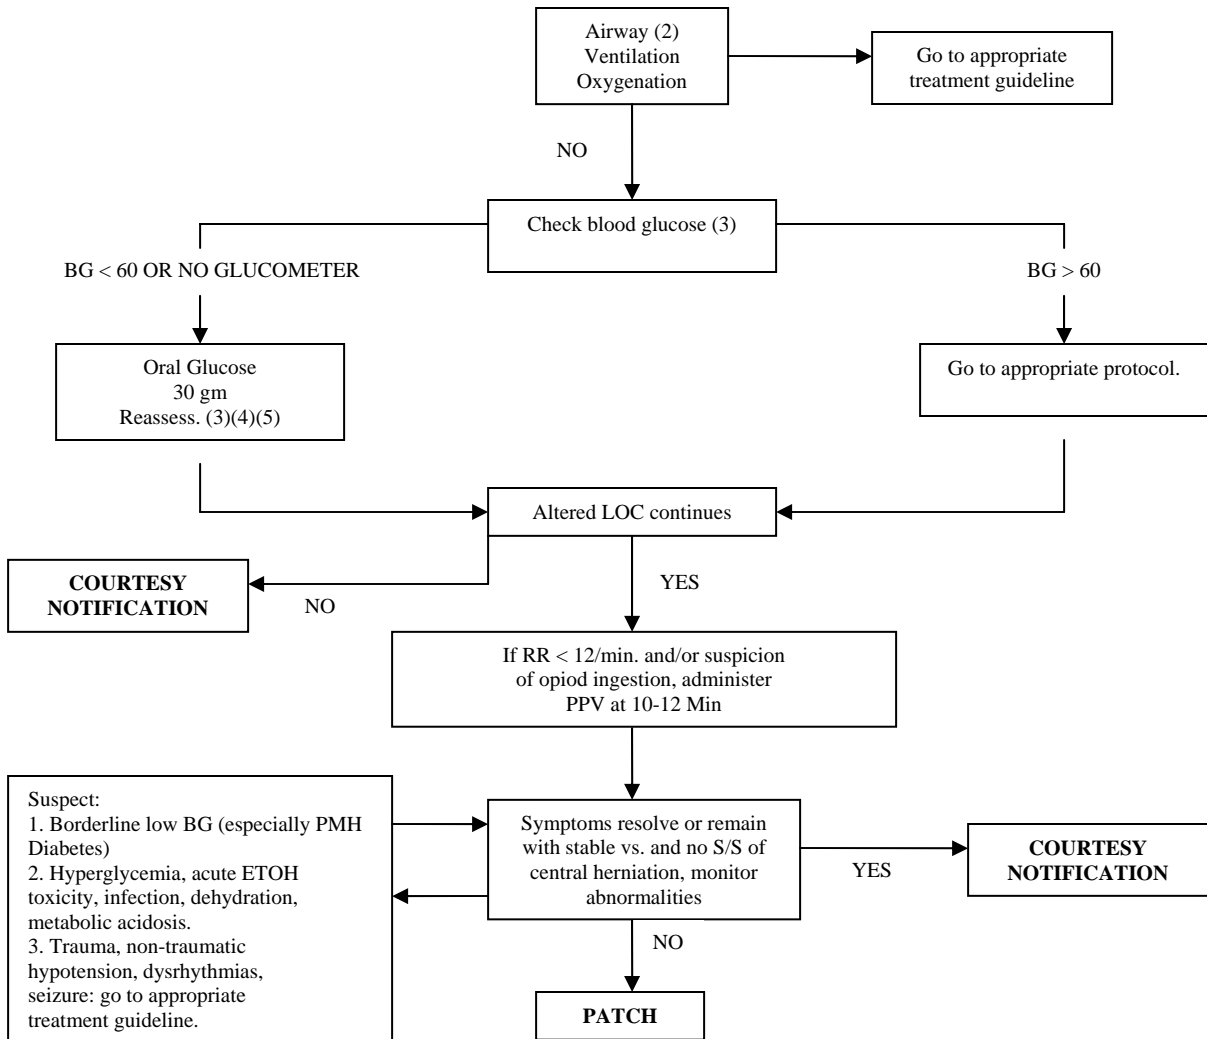 Airway (2)
Ventilation
Oxygenation
Go to appropriate
treatment guideline
NO
Check blood glucose (3)
BG < 60 OR NO GLUCOMETER
BG > 60
Oral Glucose
30 gm
Reassess. (3)(4)(5)
Go to appropriate protocol.
Altered LOC continues
COURTESY
NOTIFICATION
NO
YES
If RR < 12/min. and/or suspicion
of opiod ingestion, administer
PPV at 10-12 Min
Suspect:
1. Borderline low BG (especially PMH
Diabetes)
2. Hyperglycemia, acute ETOH
toxicity, infection, dehydration,
metabolic acidosis.
3. Trauma, non-traumatic
hypotension, dysrhythmias,
seizure: go to appropriate
treatment guideline.
Symptoms resolve or remain
with stable vs. and no S/S of
central herniation, monitor
abnormalities
YES
COURTESY
NOTIFICATION
NO
PATCH